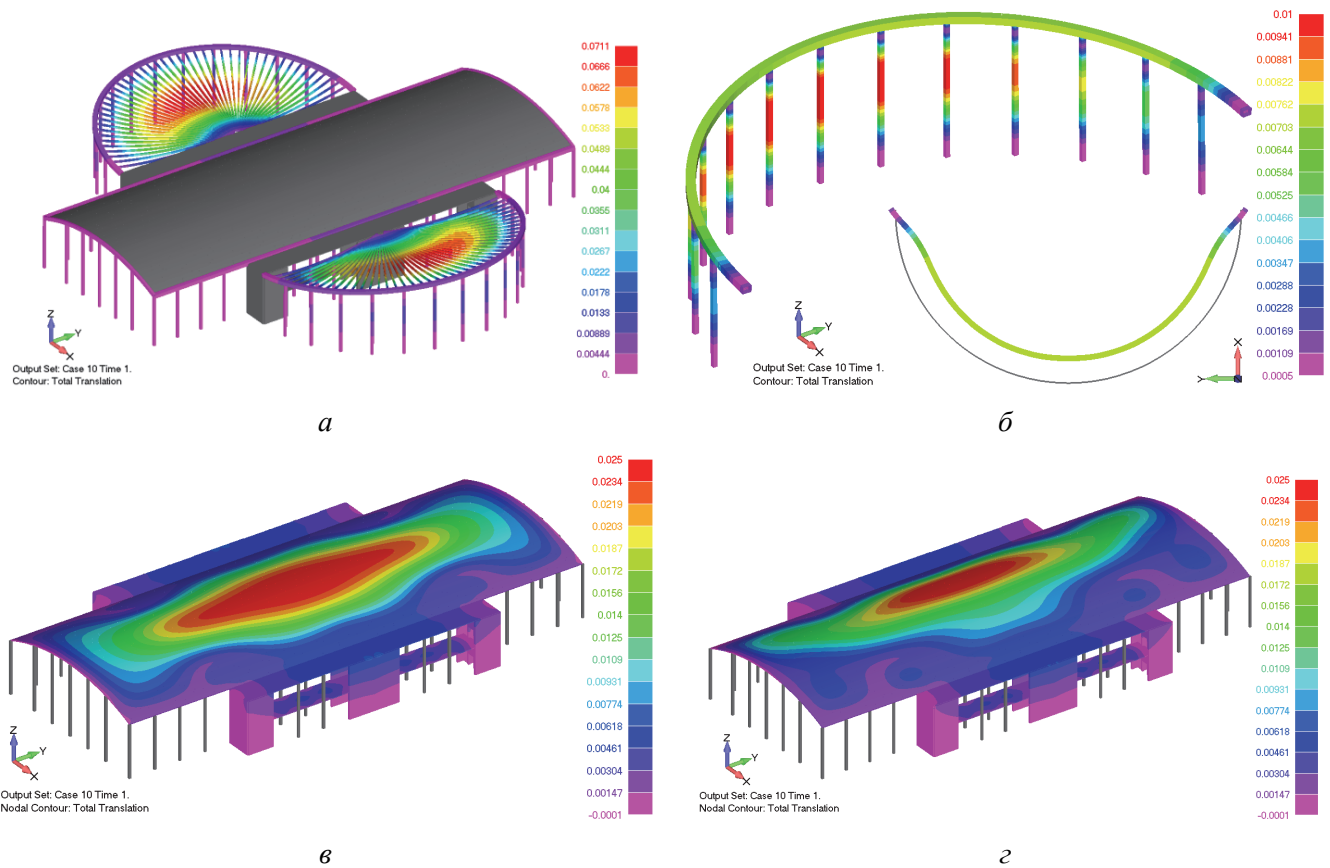 0.0711
0.0666
0.0622
0.0578
0.0533
0.0489
0.0444
0.04
0.0355
0.0311
0.0267
0.0222
0.0178
0.0133
0.00889
0.00444
0.
Z
Y
X
Output Set: Case 10 Time 1.
Contour: Total Translation
а
0.01
0.00941
0.00881
0.00822
0.00762
0.00703
0.00644
0.00584
0.00525
0.00466
0.00406
0.00347
0.00288
0.00228
0.00169
0.00109
0.0005
Z
Y
X
X
Y
Output Set: Case 10 Time 1.
Contour: Total Translation
б
0.025
0.0234
0.0219
0.0203
0.0187
0.0172
0.0156
0.014
0.0125
0.0109
0.00931
0.00774
0.00618
0.00461
0.00304
0.00147
-0.0001
Z
Y
X
Output Set: Case 10 Time 1.
Nodal Contour: Total Translation
в
0.025
0.0234
0.0219
0.0203
0.0187
0.0172
0.0156
0.014
0.0125
0.0109
0.00931
0.00774
0.00618
0.00461
0.00304
0.00147
-0.0001
Z
Y
X
Output Set: Case 10 Time 1.
Nodal Contour: Total Translation
г